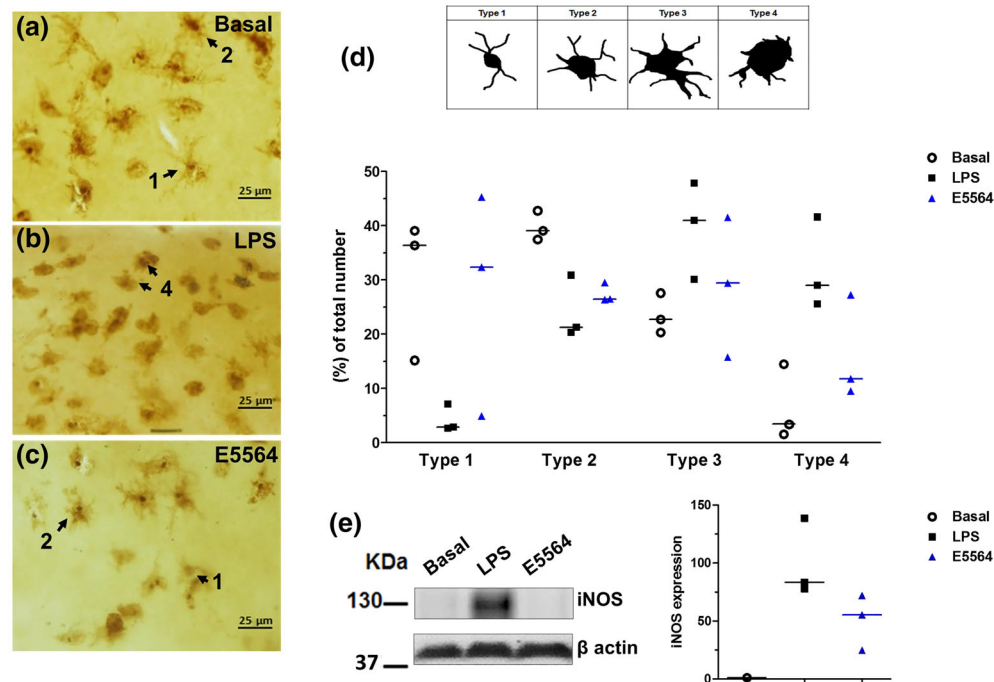 (a)
Basal
2
1
25 µm
(b)
LPS
4
25 µm
(c)
E5564
2
1
25 µm
(d)
Type 1 Type 2 Type 3 Type 4
Basal
LPS
E5564
(%) of total number
50
40
30
20
10
0
Type 1 Type 2 Type 3 Type 4
(e)
KDa
Basal LPS E5564
130
iNOS
37
β actin
iNOS expression
150
100
50
0
Basal
LPS
E5564